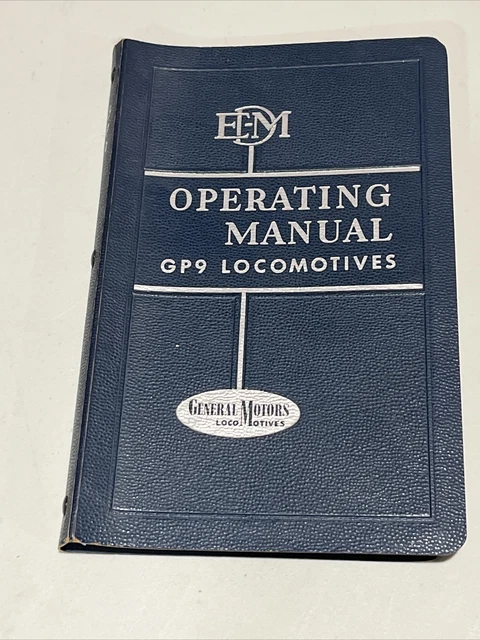 EMD
OPERATING
MANUAL
GP9 LOCOMOTIVES
GENERAL MOTORS
LOCOMOTIVES